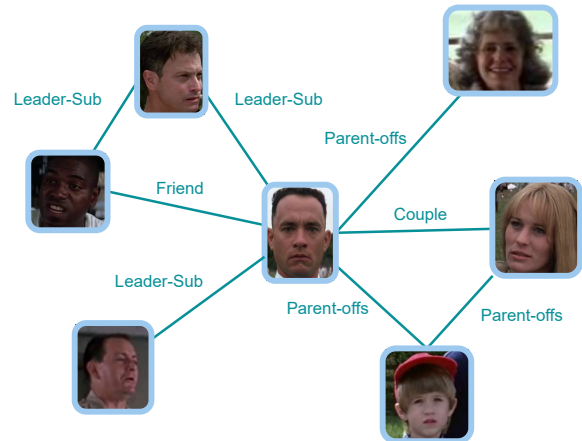 Leader-Sub
Leader-Sub
Parent-offs
Friend
Couple
Leader-Sub
Parent-offs
Parent-offs